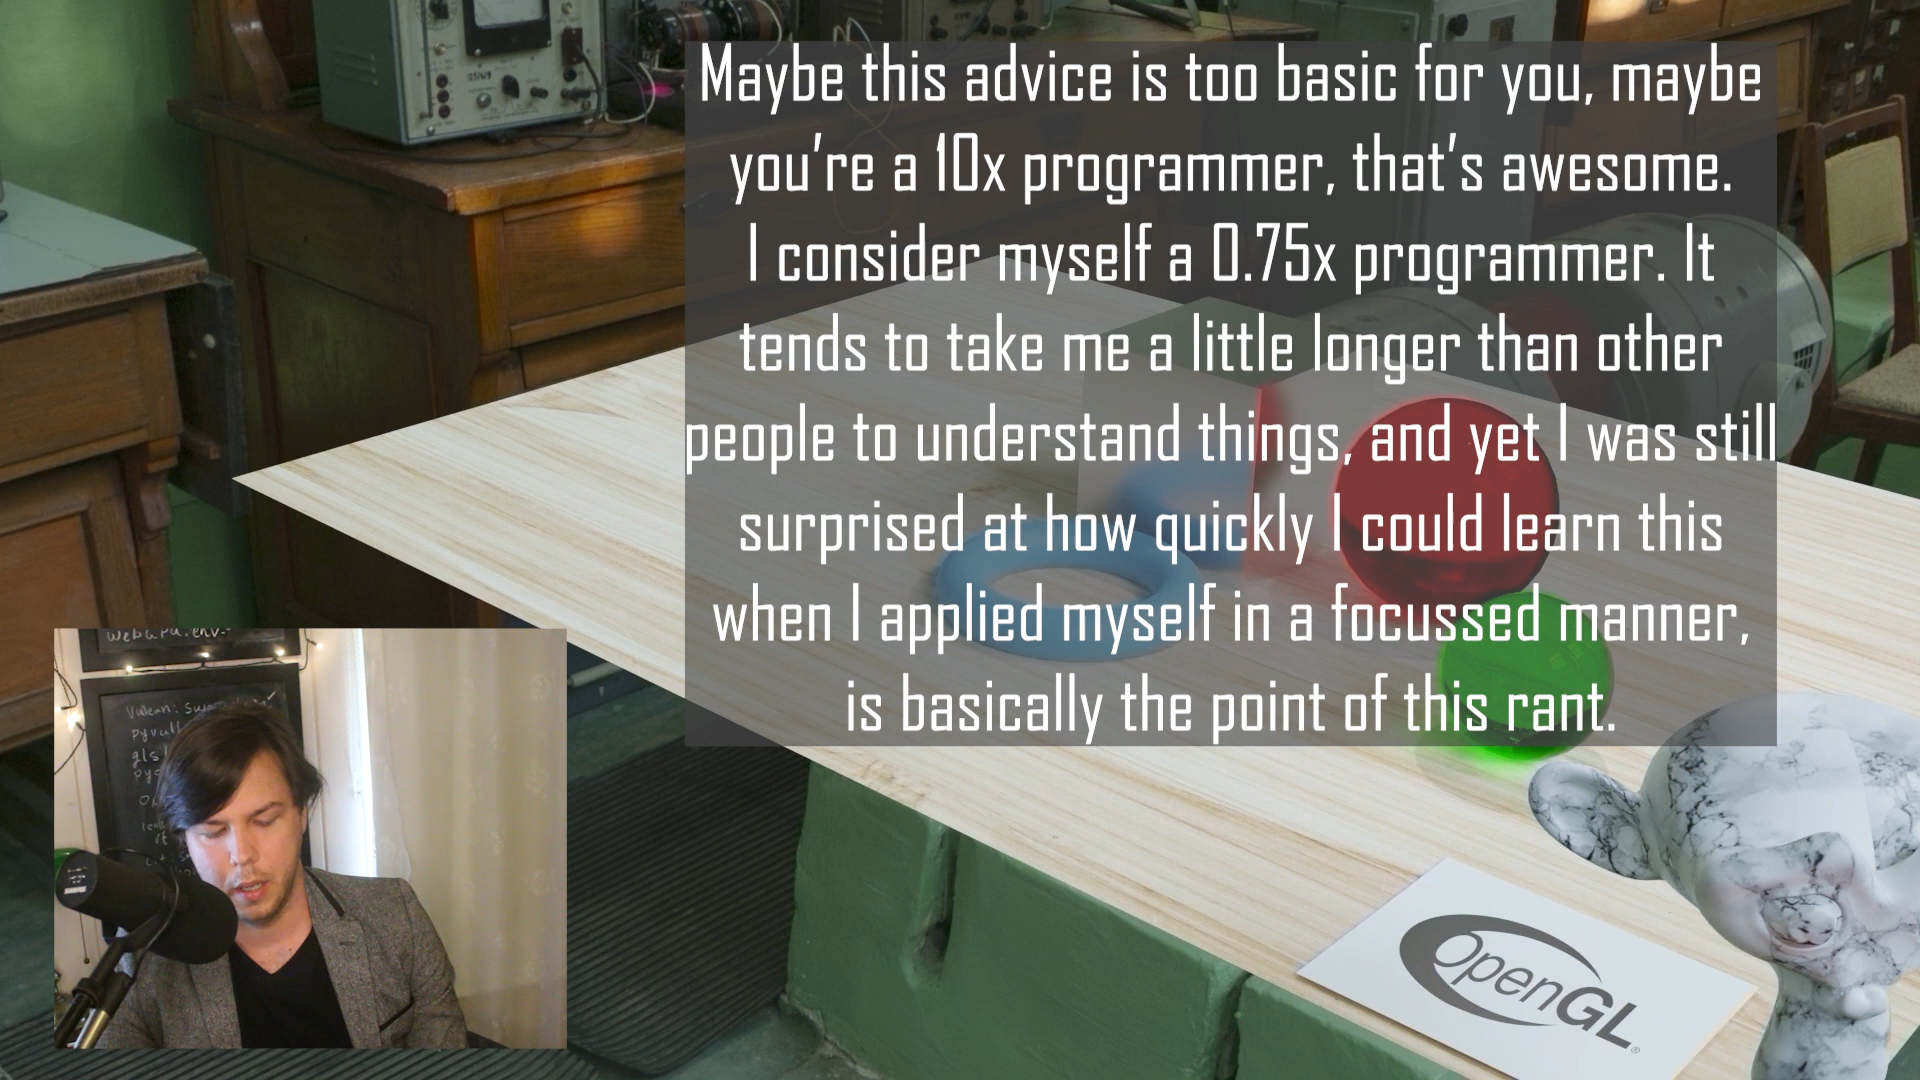 Maybe this advice is too basic for you, maybe
you're a 10x programmer, that's awesome.
I consider myself a 0.75x programmer. It
tends to take me a little longer than other
people to understand things, and yet I was still
surprised at how quickly I could learn this
when I applied myself in a focussed manner,
is basically the point of this rant.
webGPU.env-
Vulkan:
OpenGL